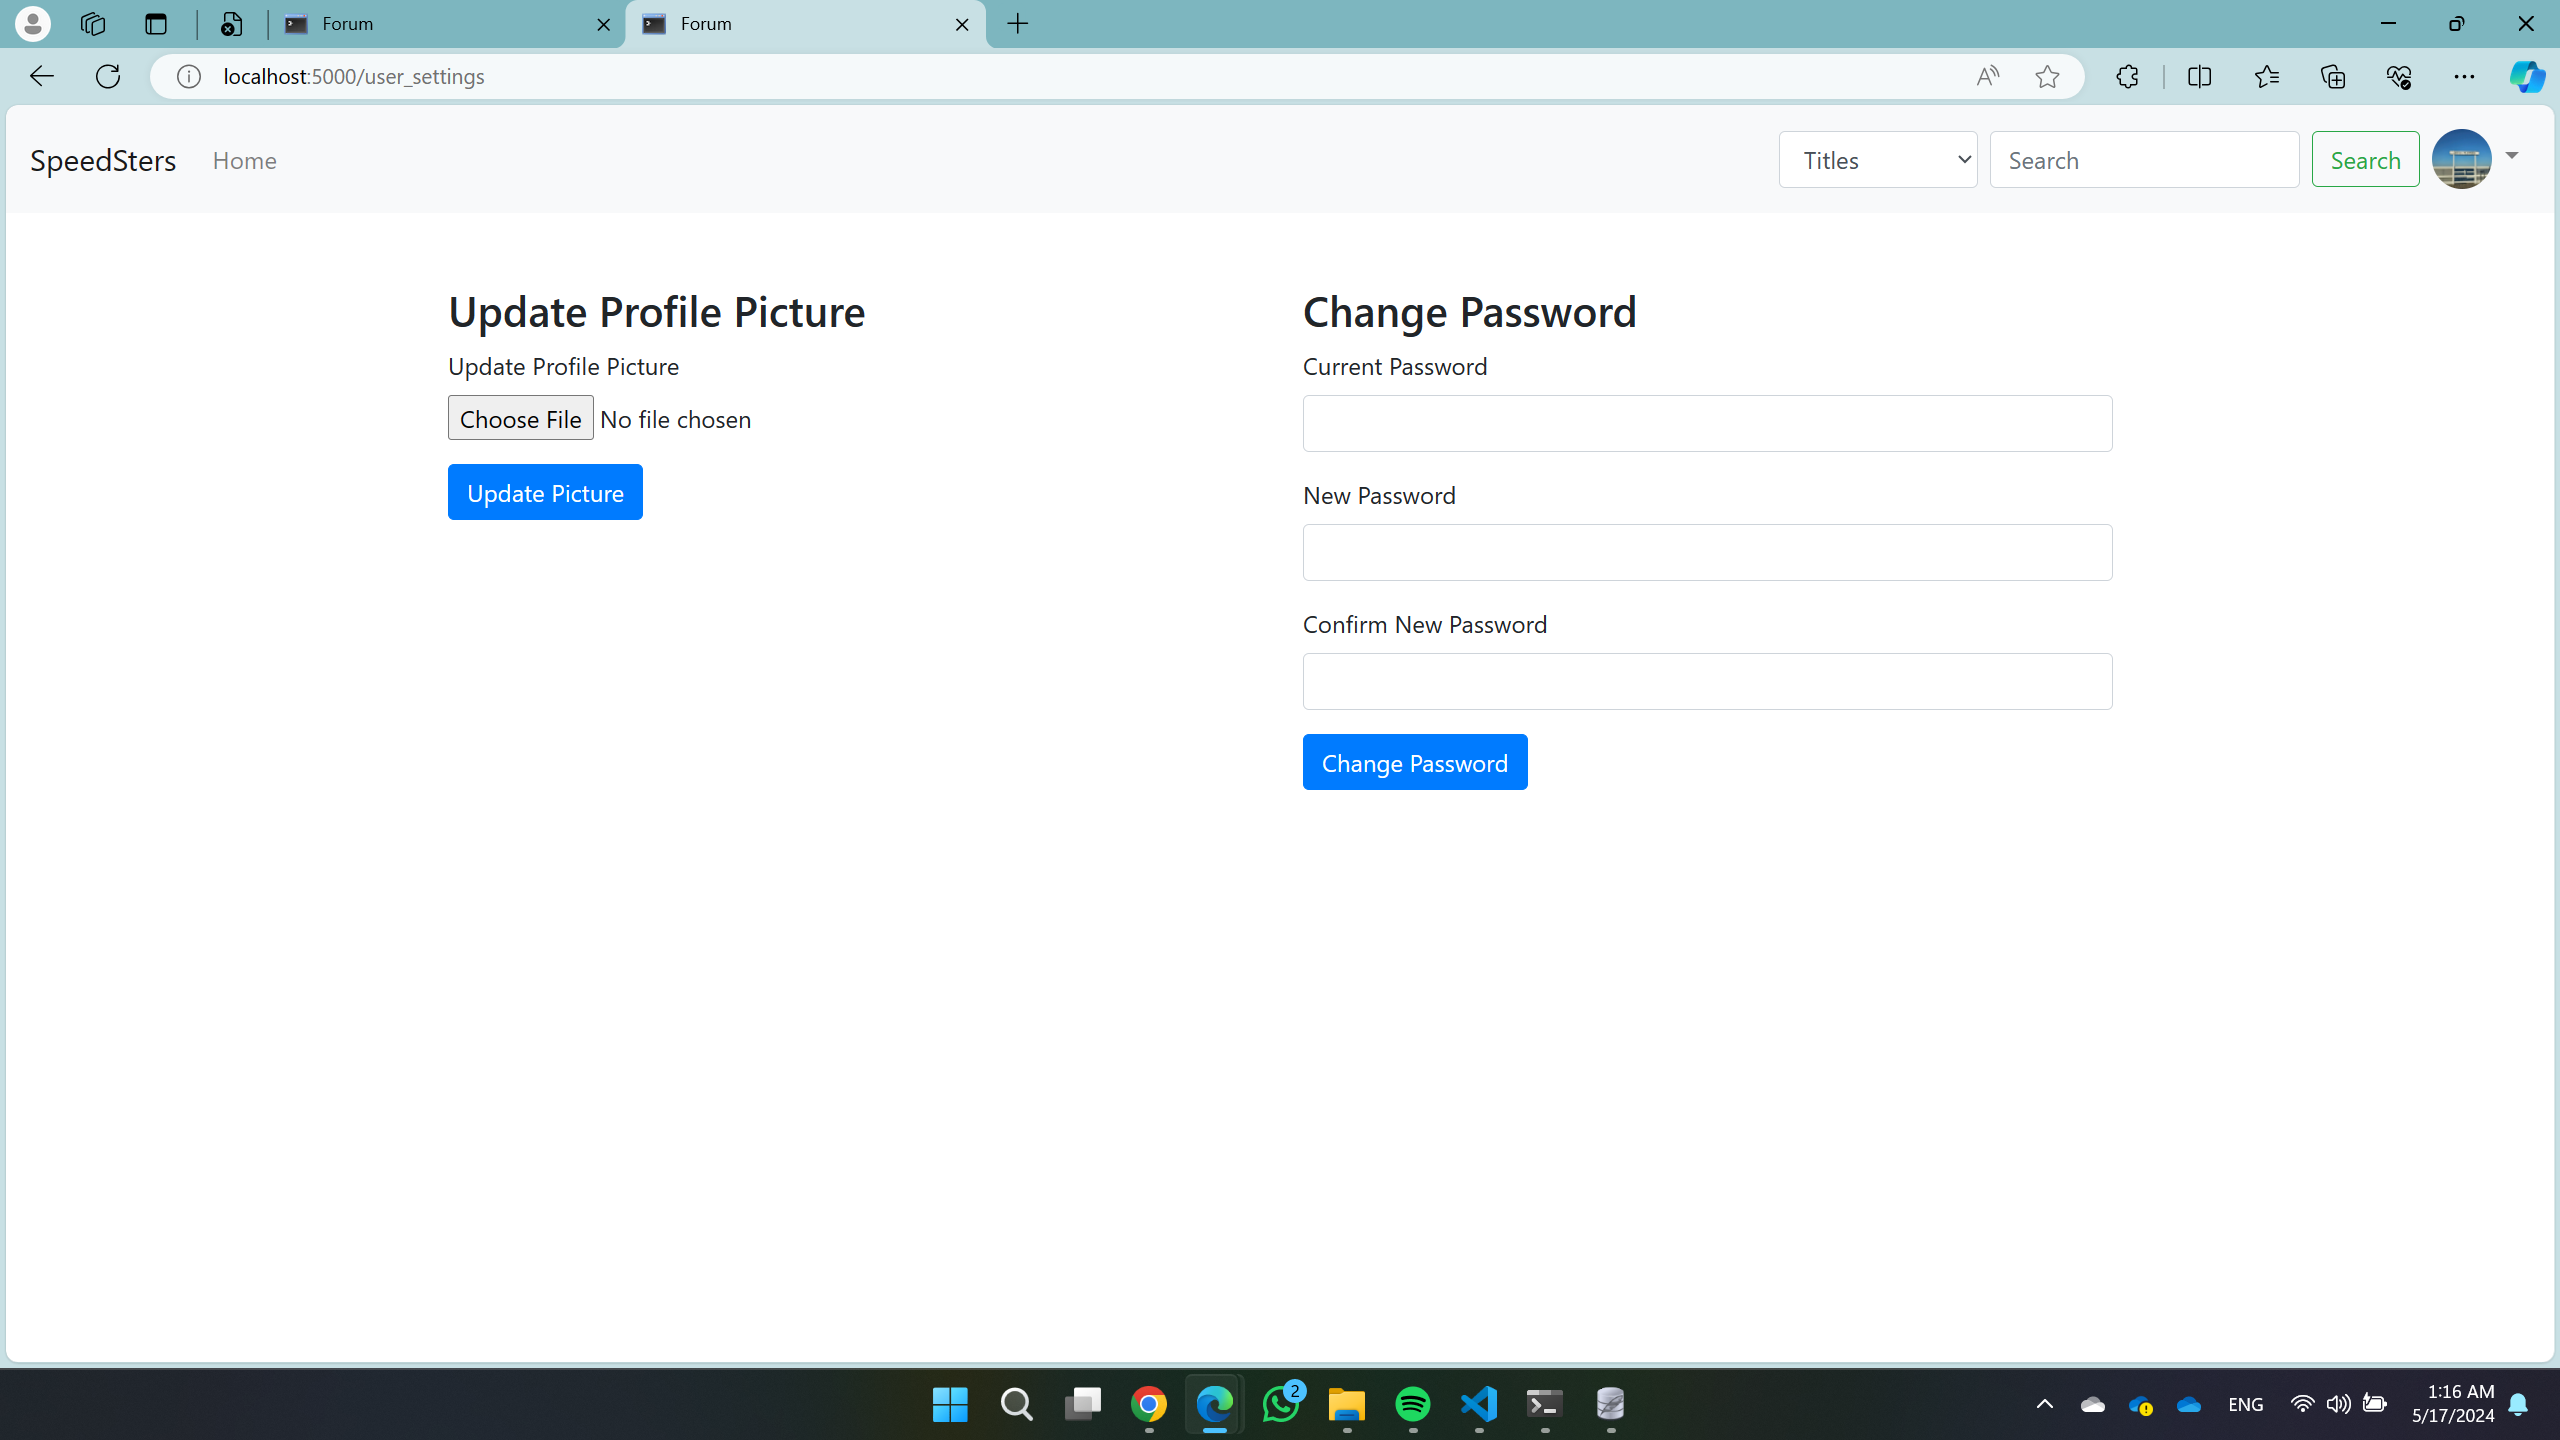 Forum
Forum
localhost:5000/user_settings
SpeedSters
Home
Titles
Search
Search
Update Profile Picture
Update Profile Picture
Choose File No file chosen
Update Picture
Change Password
Current Password
New Password
Confirm New Password
Change Password
2
ENG
1:16 AM
5/17/2024